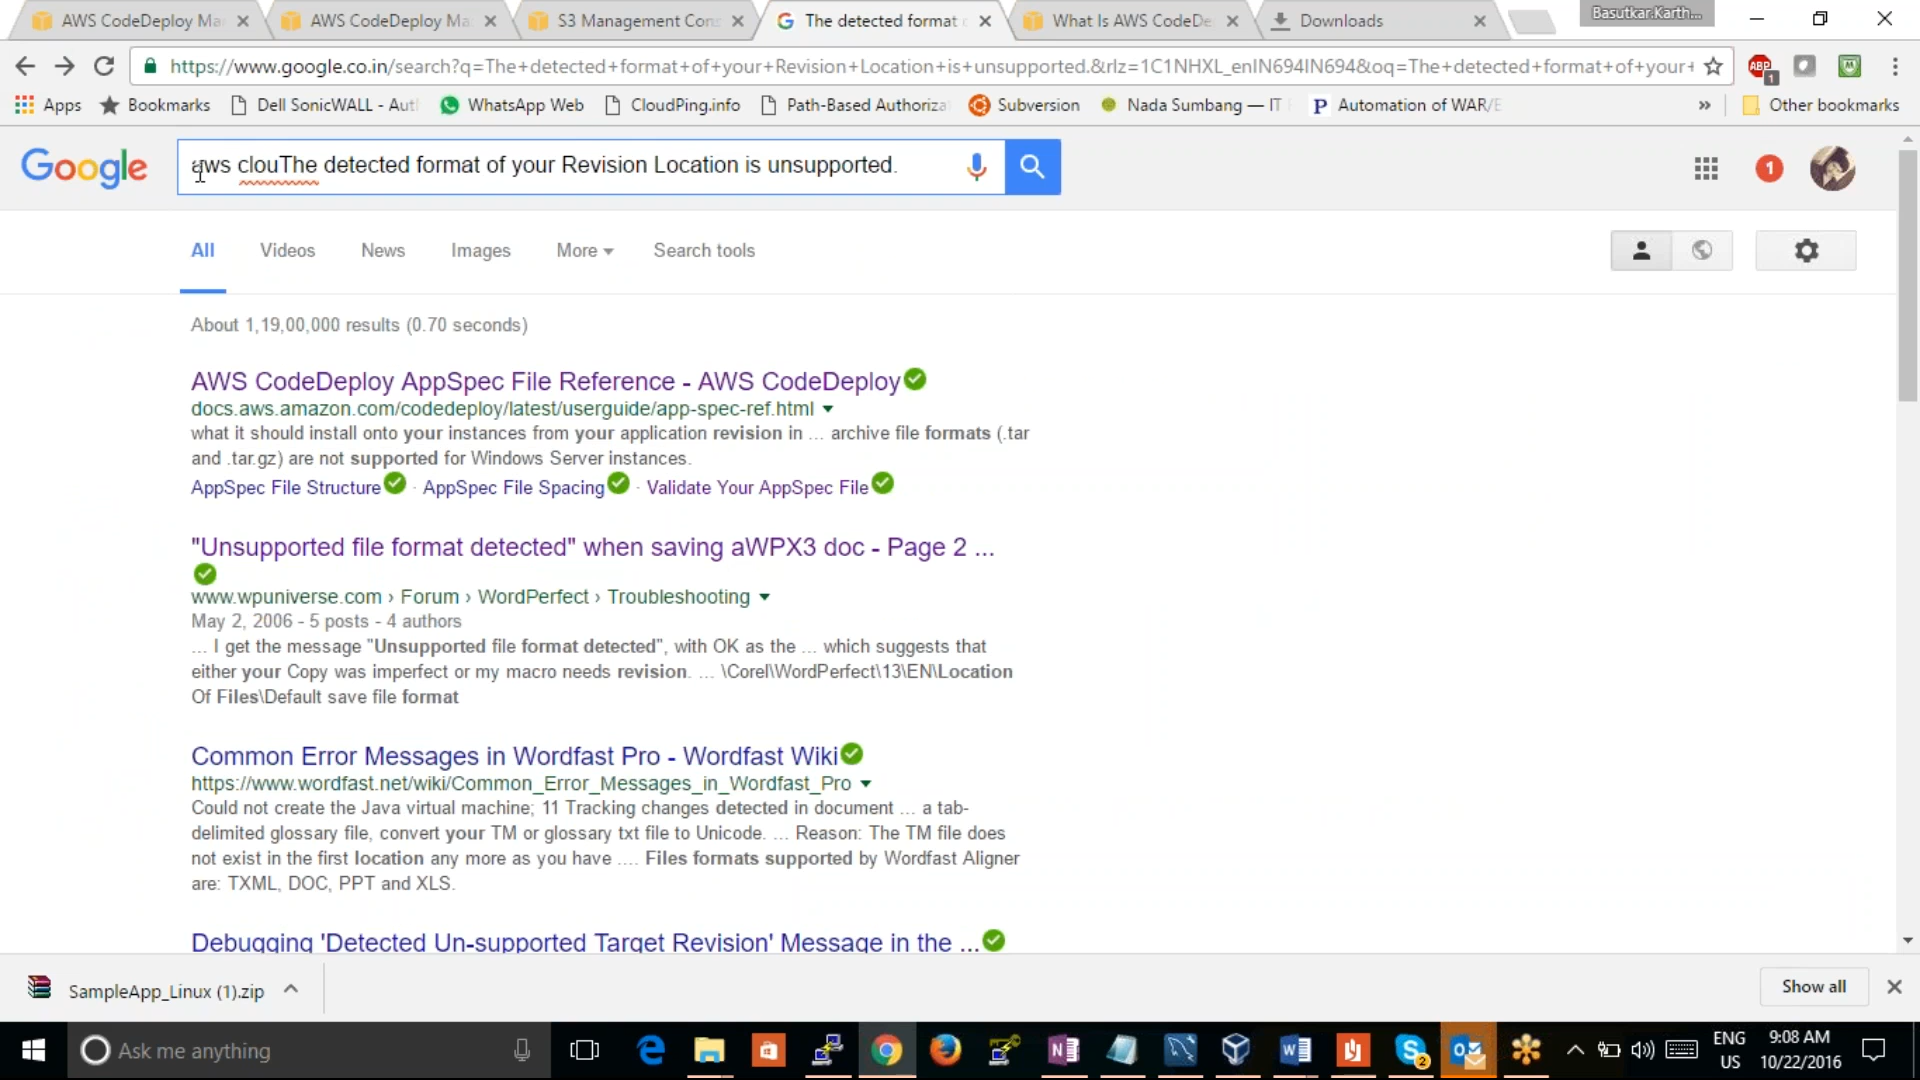 AWS CodeDeploy Ma
AWS CodeDeploy Ma
S3 Management Con
The detected format
What Is AWS CodeDe
Downloads
Basutkar.Karth...
https://www.google.co.in/search?q=The+detected+format+of+your+Revision+Location+is+unsupported.&rlz=1C1NHXL_enIN694IN694&oq=The+detected+format+of+your+
ABP
1
Apps
Bookmarks
Dell SonicWALL - Aut
WhatsApp Web
CloudPing.info
Path-Based Authoriza
Subversion
Nada Sumbang — IT
Automation of WAR/E
»
Other bookmarks
Google
aws clouThe detected format of your Revision Location is unsupported.
1
All
Videos
News
Images
More
Search tools
About 1,19,00,000 results (0.70 seconds)
AWS CodeDeploy AppSpec File Reference - AWS CodeDeploy
docs.aws.amazon.com/codedeploy/latest/userguide/app-spec-ref.html
what it should install onto your instances from your application revision in ... archive file formats (.tar
and .tar.gz) are not supported for Windows Server instances.
AppSpec File Structure · AppSpec File Spacing · Validate Your AppSpec File
"Unsupported file format detected" when saving aWPX3 doc - Page 2 ...
www.wpuniverse.com › Forum › WordPerfect › Troubleshooting
May 2, 2006 - 5 posts - 4 authors
... I get the message "Unsupported file format detected", with OK as the ... which suggests that
either your Copy was imperfect or my macro needs revision. ... \Corel\WordPerfect\13\EN\Location
Of Files\Default save file format
Common Error Messages in Wordfast Pro - Wordfast Wiki
https://www.wordfast.net/wiki/Common_Error_Messages_in_Wordfast_Pro
Could not create the Java virtual machine; 11 Tracking changes detected in document ... a tab-
delimited glossary file, convert your TM or glossary txt file to Unicode. ... Reason: The TM file does
not exist in the first location any more as you have .... Files formats supported by Wordfast Aligner
are: TXML, DOC, PPT and XLS.
Debugging 'Detected Un-supported Target Revision' Message in the ...
SampleApp_Linux (1).zip
Show all
Ask me anything
2
ENG
US
9:08 AM
10/22/2016